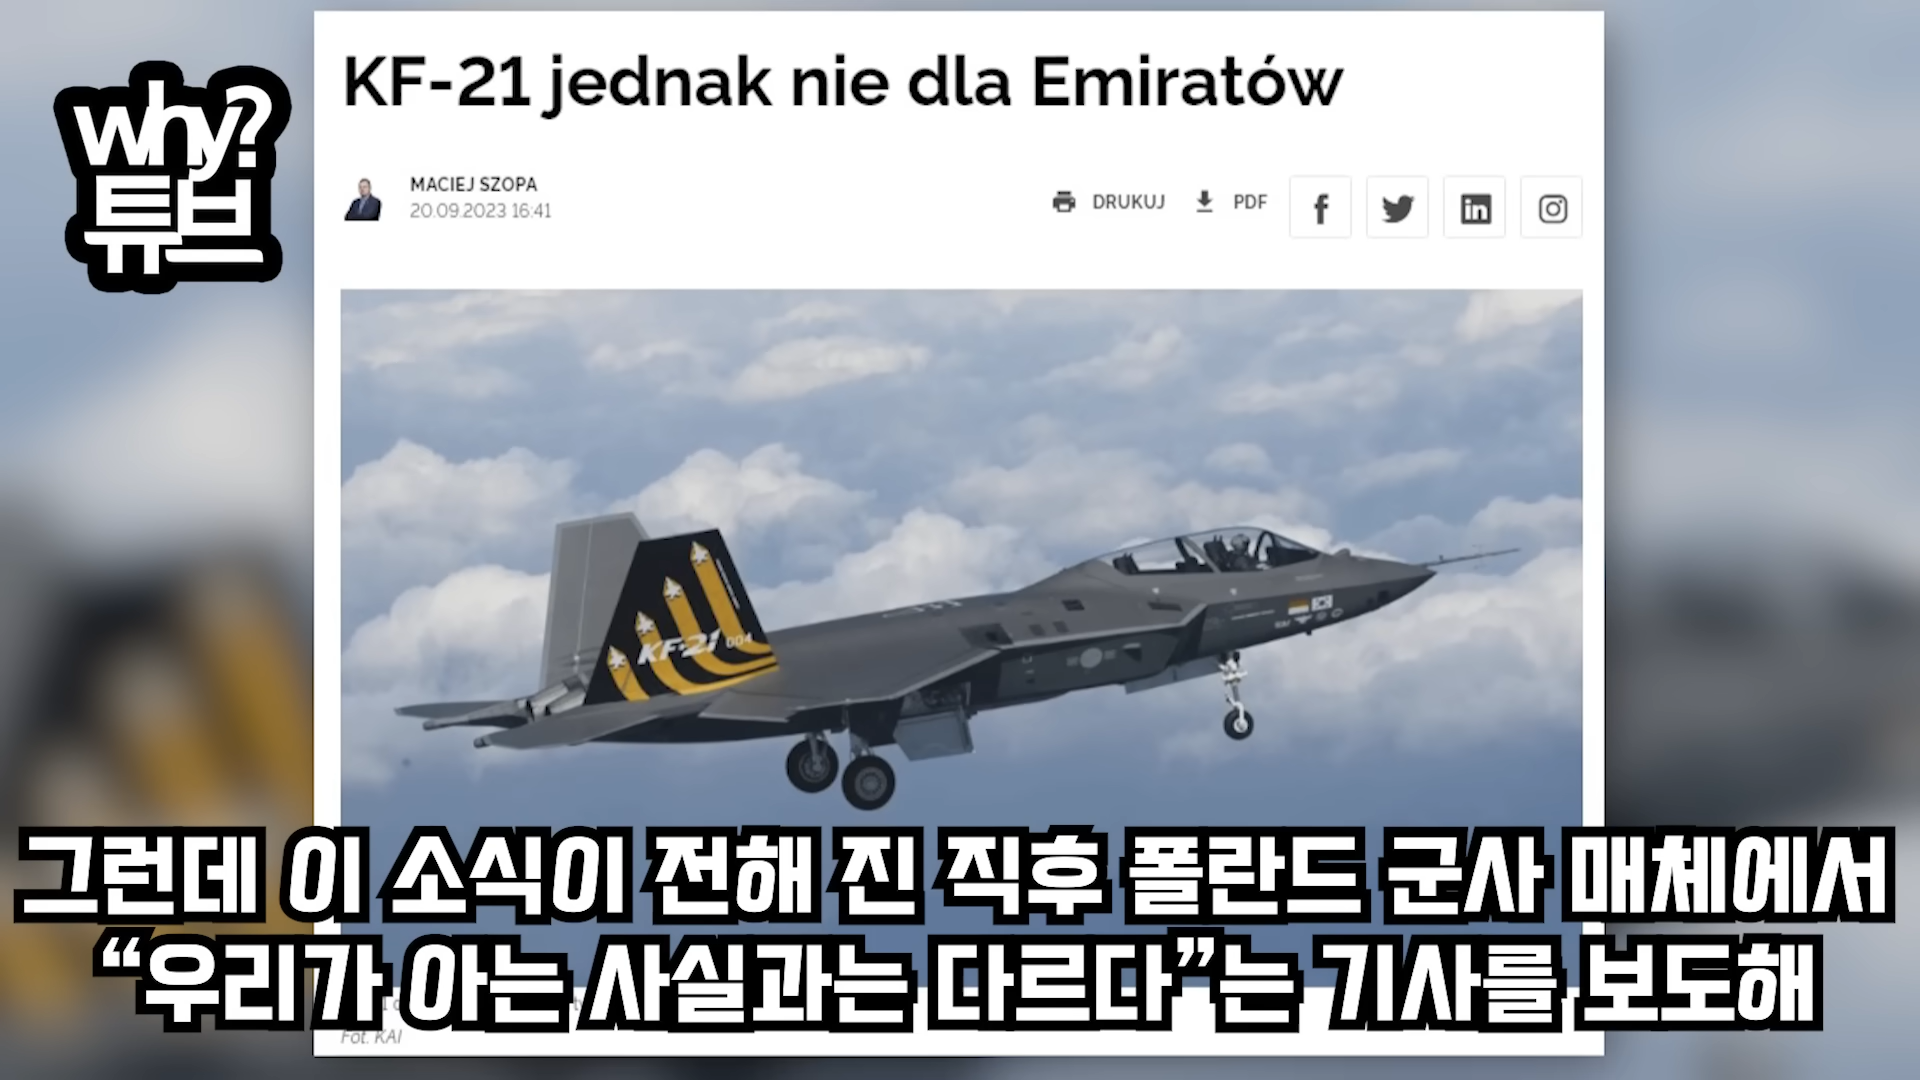 why?
튜브
KF-21 jednak nie dla Emiratów
MACIEJ SZOPA
20.09.2023 16:41
DRUKUJ
PDF
KF-21 004
그런데 이 소식이 전해 진 직후 폴란드 군사 매체에서
“우리가 아는 사실과는 다르다”는 기사를 보도해
Fot. KAI